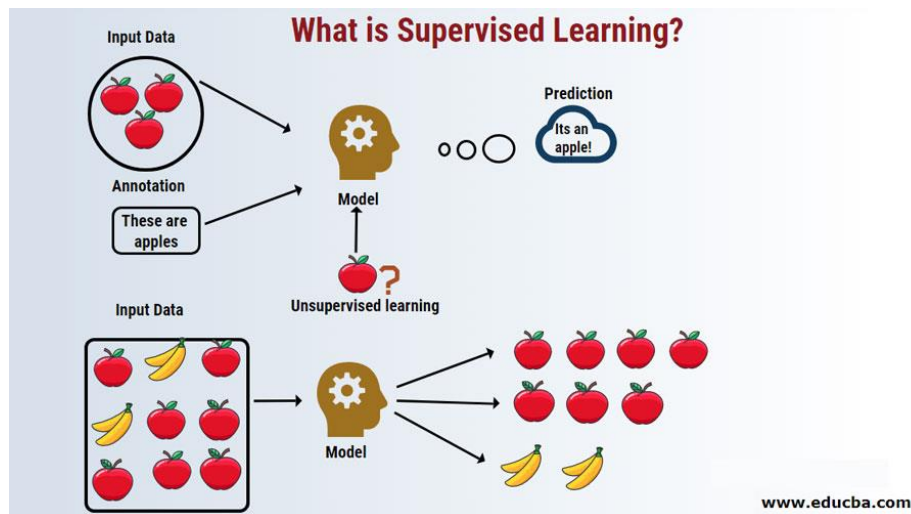 What is Supervised Learning?
Input Data
Prediction
Its an
apple!
Annotation
Model
These are
apples
?
Unsupervised learning
Input Data
Model
www.educba.com